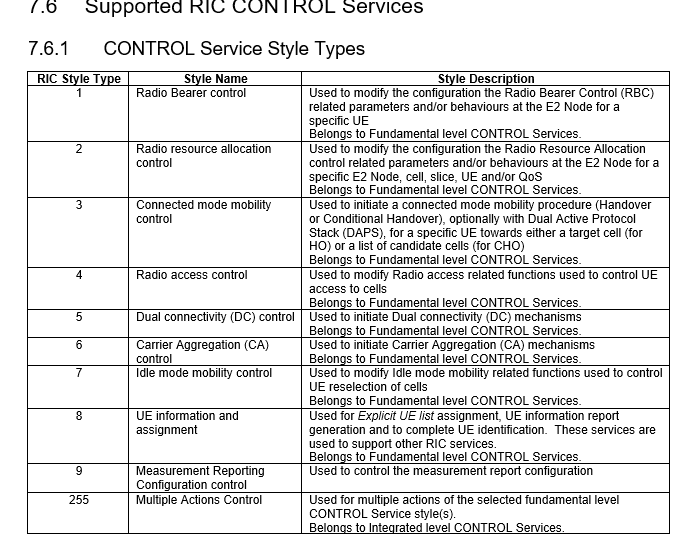 7.6 Supported RIC CONTROL Services
7.6.1 CONTROL Service Style Types
RIC Style Type Style Name Style Description
1 Radio Bearer control Used to modify the configuration the Radio Bearer Control (RBC)
related parameters and/or behaviours at the E2 Node for a
specific UE
Belongs to Fundamental level CONTROL Services.
2 Radio resource allocation Used to modify the configuration the Radio Resource Allocation
control control related parameters and/or behaviours at the E2 Node for a
specific E2 Node, cell, slice, UE and/or QoS
Belongs to Fundamental level CONTROL Services.
3 Connected mode mobility Used to initiate a connected mode mobility procedure (Handover
control or Conditional Handover), optionally with Dual Active Protocol
Stack (DAPS), for a specific UE towards either a target cell (for
HO) or a list of candidate cells (for CHO)
Belongs to Fundamental level CONTROL Services.
4 Radio access control Used to modify Radio access related functions used to control UE
access to cells
Belongs to Fundamental level CONTROL Services.
5 Dual connectivity (DC) control Used to initiate Dual connectivity (DC) mechanisms
Belongs to Fundamental level CONTROL Services.
6 Carrier Aggregation (CA) Used to initiate Carrier Aggregation (CA) mechanisms
control Belongs to Fundamental level CONTROL Services.
7 Idle mode mobility control Used to modify Idle mode mobility related functions used to control
UE reselection of cells
Belongs to Fundamental level CONTROL Services.
8 UE information and Used for Explicit UE list assignment, UE information report
assignment generation and to complete UE identification. These services are
used to support other RIC services.
Belongs to Fundamental level CONTROL Services.
9 Measurement Reporting Used to control the measurement report configuration
Configuration control
255 Multiple Actions Control Used for multiple actions of the selected fundamental level
CONTROL Service style(s).
Belongs to Integrated level CONTROL Services.